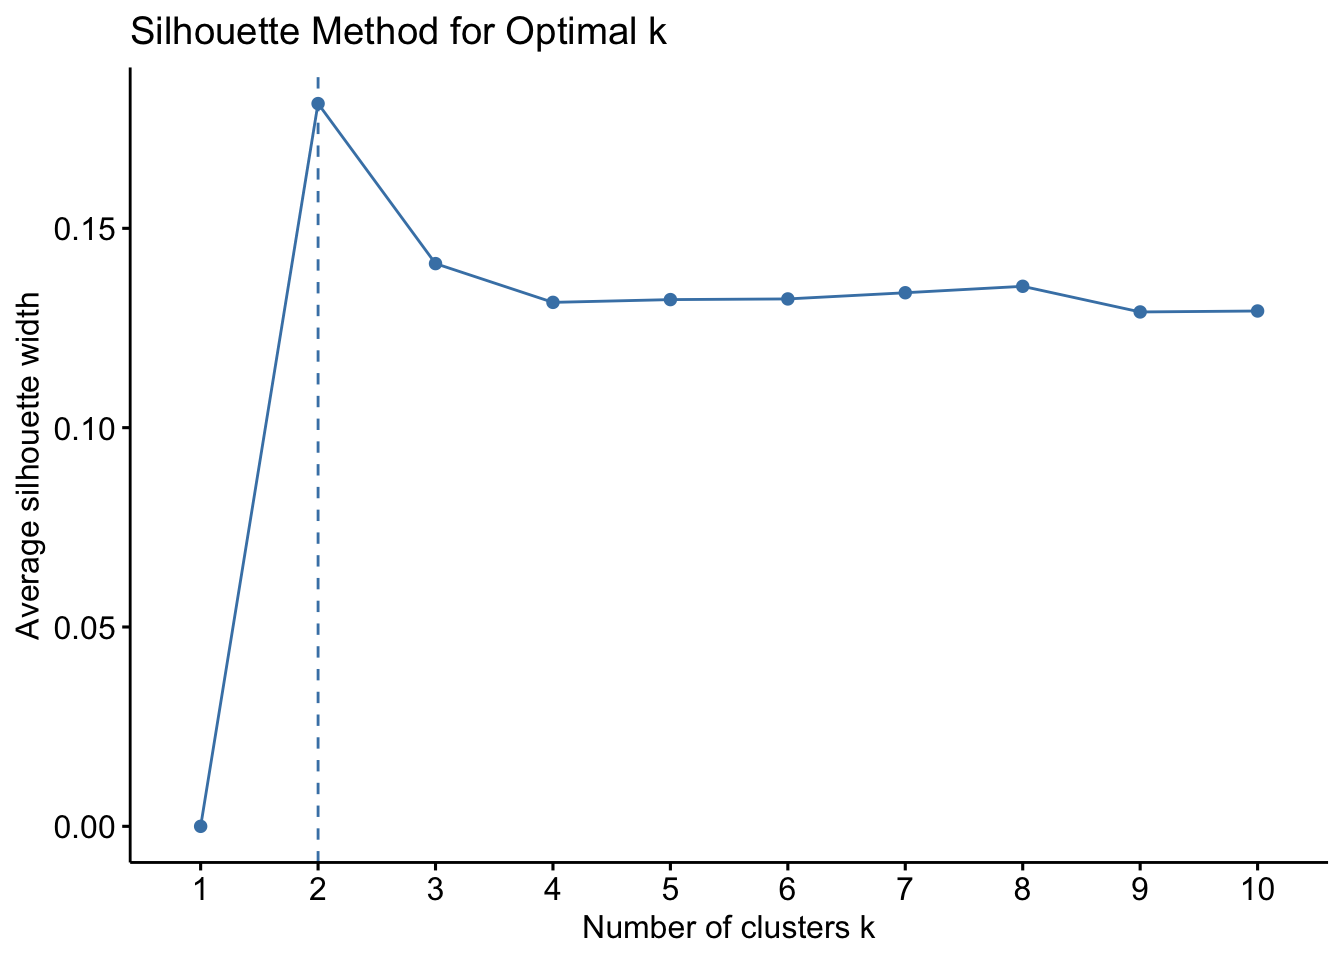 Silhouette Method for Optimal k
Average silhouette width
0.15
0.10
0.05
0.00
1 2 3 4 5 6 7 8 9 10
Number of clusters k